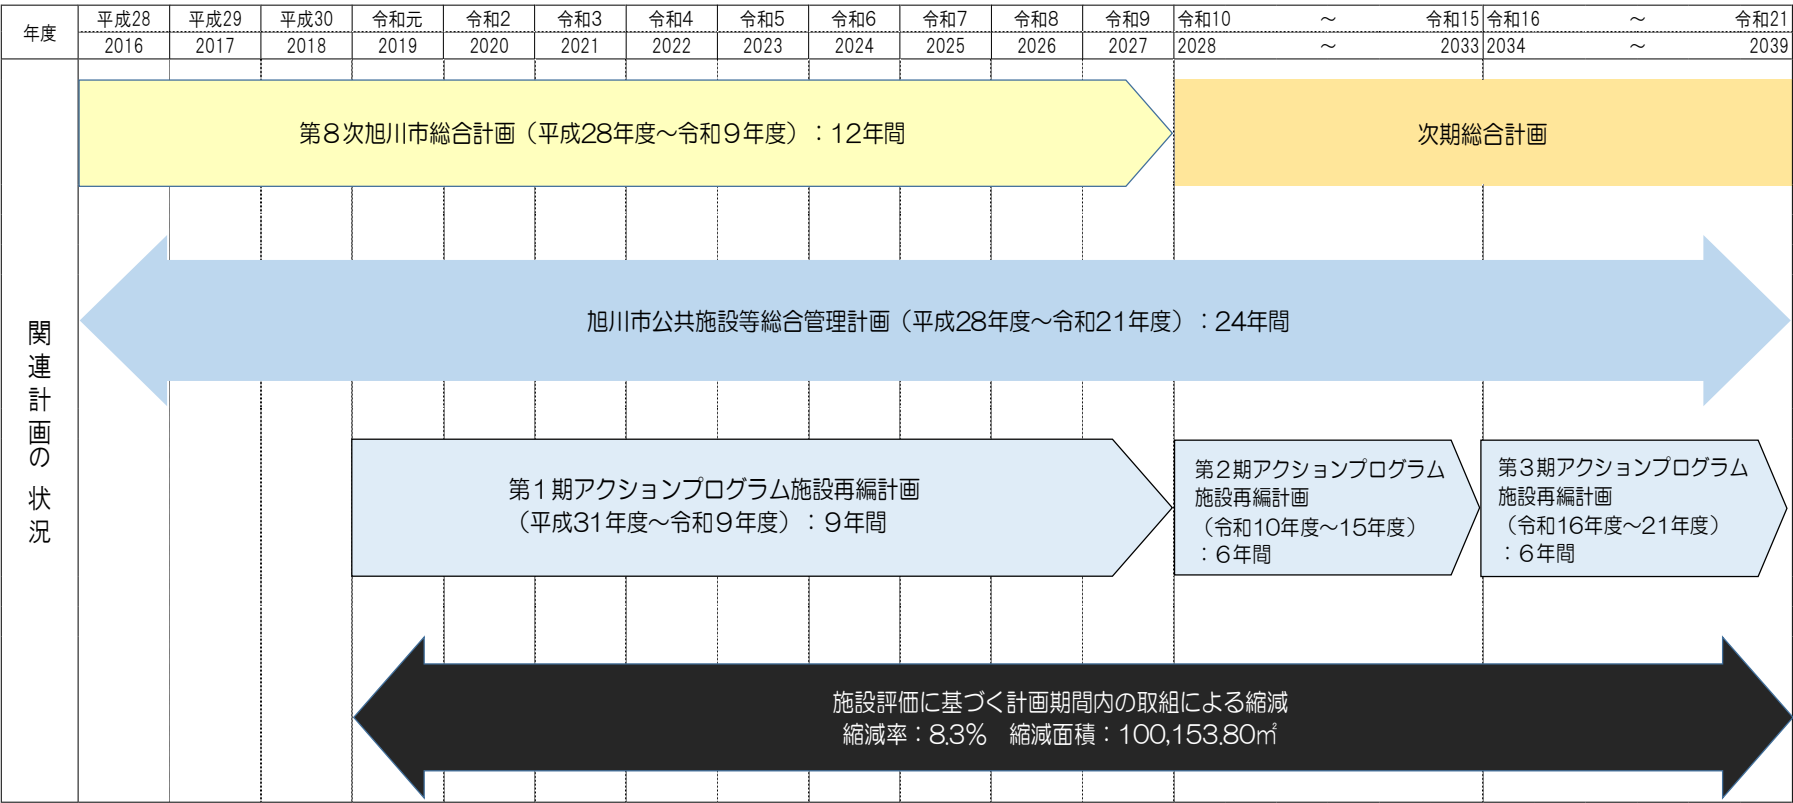 年度 平成28 平成29 平成30 令和元 令和2 令和3 令和4 令和5 令和6 令和7 令和8 令和9 令和10 ～ 令和15 令和16 ～ 令和21
2016 2017 2018 2019 2020 2021 2022 2023 2024 2025 2026 2027 2028 ～ 2033 2034 ～ 2039
関連計画の状況
第８次旭川市総合計画（平成28年度～令和９年度）：12年間
次期総合計画
旭川市公共施設等総合管理計画（平成28年度～令和21年度）：24年間
第１期アクションプログラム施設再編計画
（平成31年度～令和９年度）：９年間
第２期アクションプログラム
施設再編計画
（令和10年度～15年度）
：６年間
第３期アクションプログラム
施設再編計画
（令和16年度～21年度）
：６年間
施設評価に基づく計画期間内の取組による縮減
縮減率：8.3%　縮減面積：100,153.80㎡